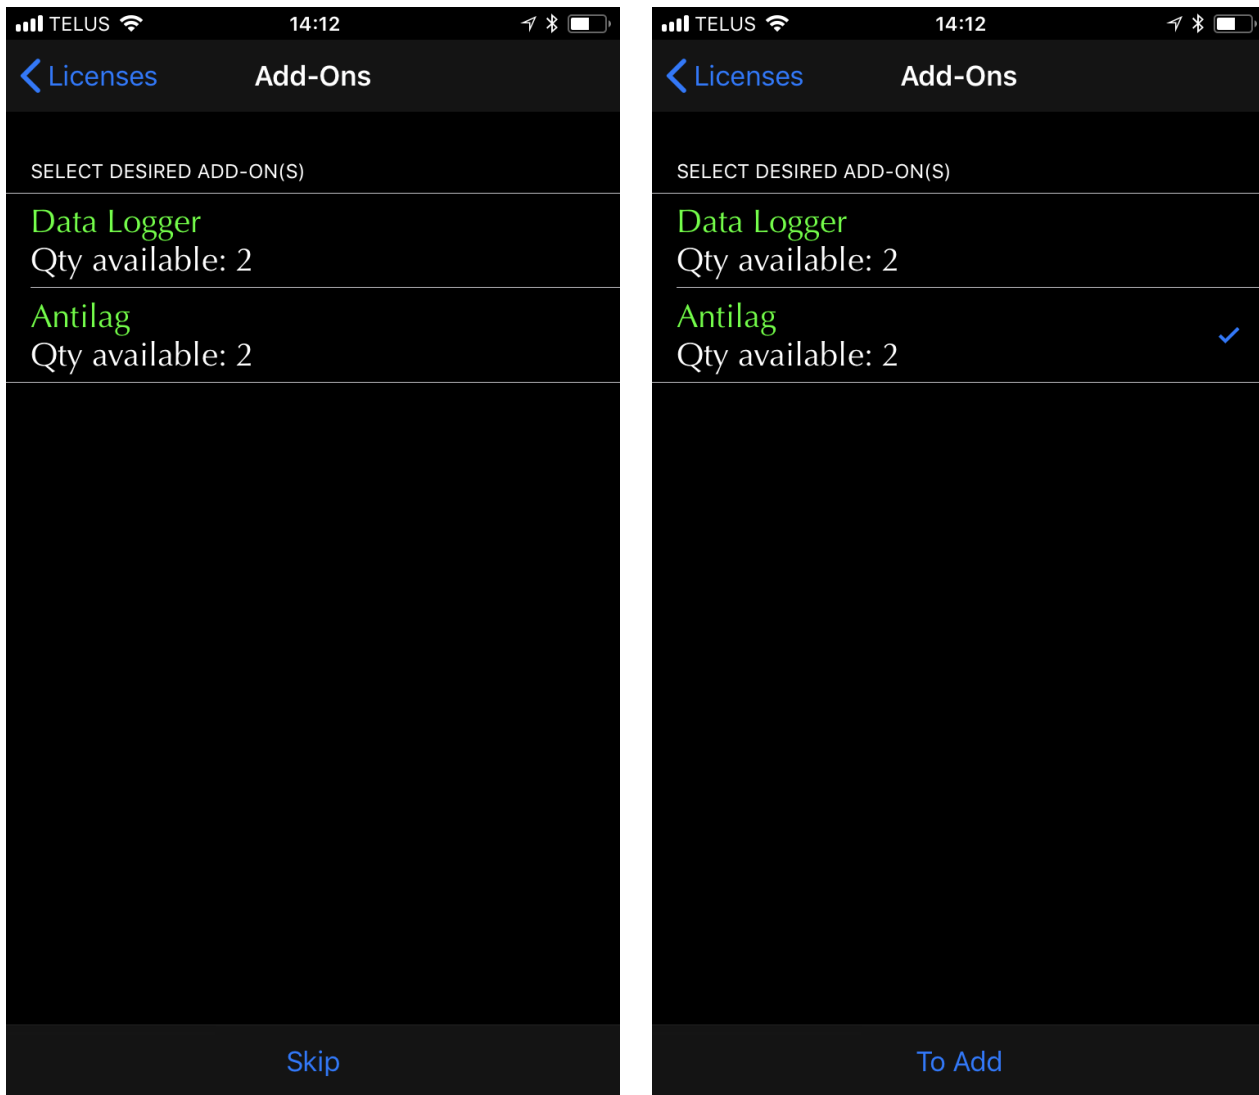 TELUS 14:12
Licenses Add-Ons
SELECT DESIRED ADD-ON(S)
Data Logger
Qty available: 2
Antilag
Qty available: 2
Skip
TELUS 14:12
Licenses Add-Ons
SELECT DESIRED ADD-ON(S)
Data Logger
Qty available: 2
Antilag
Qty available: 2
To Add